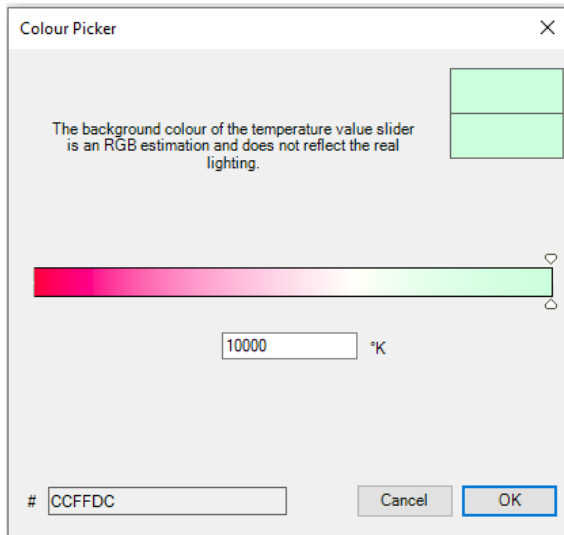 Colour Picker
The background colour of the temperature value slider
is an RGB estimation and does not reflect the real
lighting.
10000 °K
# CCFFDC
Cancel OK